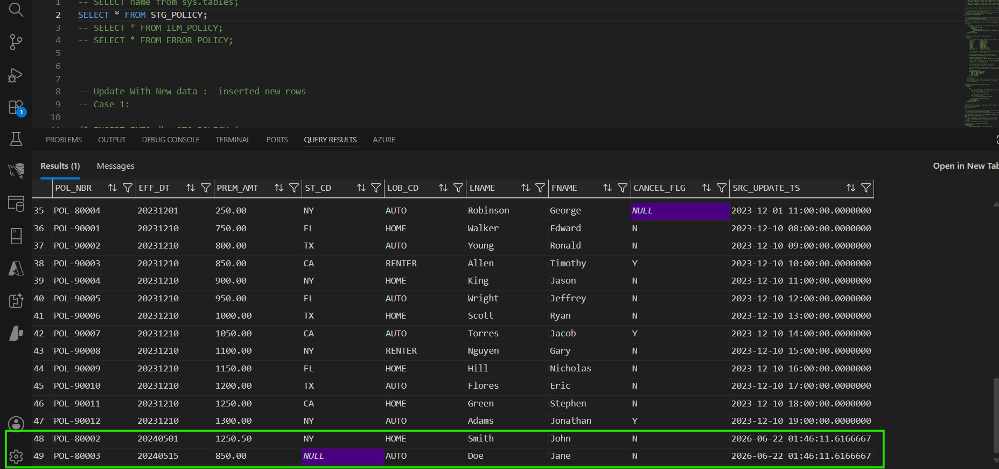 1 -- SELECT name from sys.tables;
2 SELECT * FROM STG_POLICY;
3 -- SELECT * FROM ILM_POLICY;
4 -- SELECT * FROM ERROR_POLICY;
5
6
7
8 -- Update With New data :  inserted new rows
9 -- Case 1:
10
PROBLEMS OUTPUT DEBUG CONSOLE TERMINAL PORTS QUERY RESULTS AZURE
1
Results (1) Messages Open in New Tab
POL_NBR EFF_DT PREM_AMT ST_CD LOB_CD LNAME FNAME CANCEL_FLG SRC_UPDATE_TS
35 POL-80004 20231201 250.00 NY AUTO Robinson George NULL 2023-12-01 11:00:00.0000000
36 POL-90001 20231210 750.00 FL HOME Walker Edward N 2023-12-10 08:00:00.0000000
37 POL-90002 20231210 800.00 TX AUTO Young Ronald N 2023-12-10 09:00:00.0000000
38 POL-90003 20231210 850.00 CA RENTER Allen Timothy Y 2023-12-10 10:00:00.0000000
39 POL-90004 20231210 900.00 NY HOME King Jason N 2023-12-10 11:00:00.0000000
40 POL-90005 20231210 950.00 FL AUTO Wright Jeffrey N 2023-12-10 12:00:00.0000000
41 POL-90006 20231210 1000.00 TX HOME Scott Ryan N 2023-12-10 13:00:00.0000000
42 POL-90007 20231210 1050.00 CA AUTO Torres Jacob Y 2023-12-10 14:00:00.0000000
43 POL-90008 20231210 1100.00 NY RENTER Nguyen Gary N 2023-12-10 15:00:00.0000000
44 POL-90009 20231210 1150.00 FL HOME Hill Nicholas N 2023-12-10 16:00:00.0000000
45 POL-90010 20231210 1200.00 TX AUTO Flores Eric N 2023-12-10 17:00:00.0000000
46 POL-90011 20231210 1250.00 CA HOME Green Stephen N 2023-12-10 18:00:00.0000000
47 POL-90012 20231210 1300.00 NY AUTO Adams Jonathan Y 2023-12-10 19:00:00.0000000
48 POL-80002 20240501 1250.50 NY HOME Smith John N 2026-06-22 01:46:11.6166667
49 POL-80003 20240515 850.00 NULL AUTO Doe Jane N 2026-06-22 01:46:11.6166667